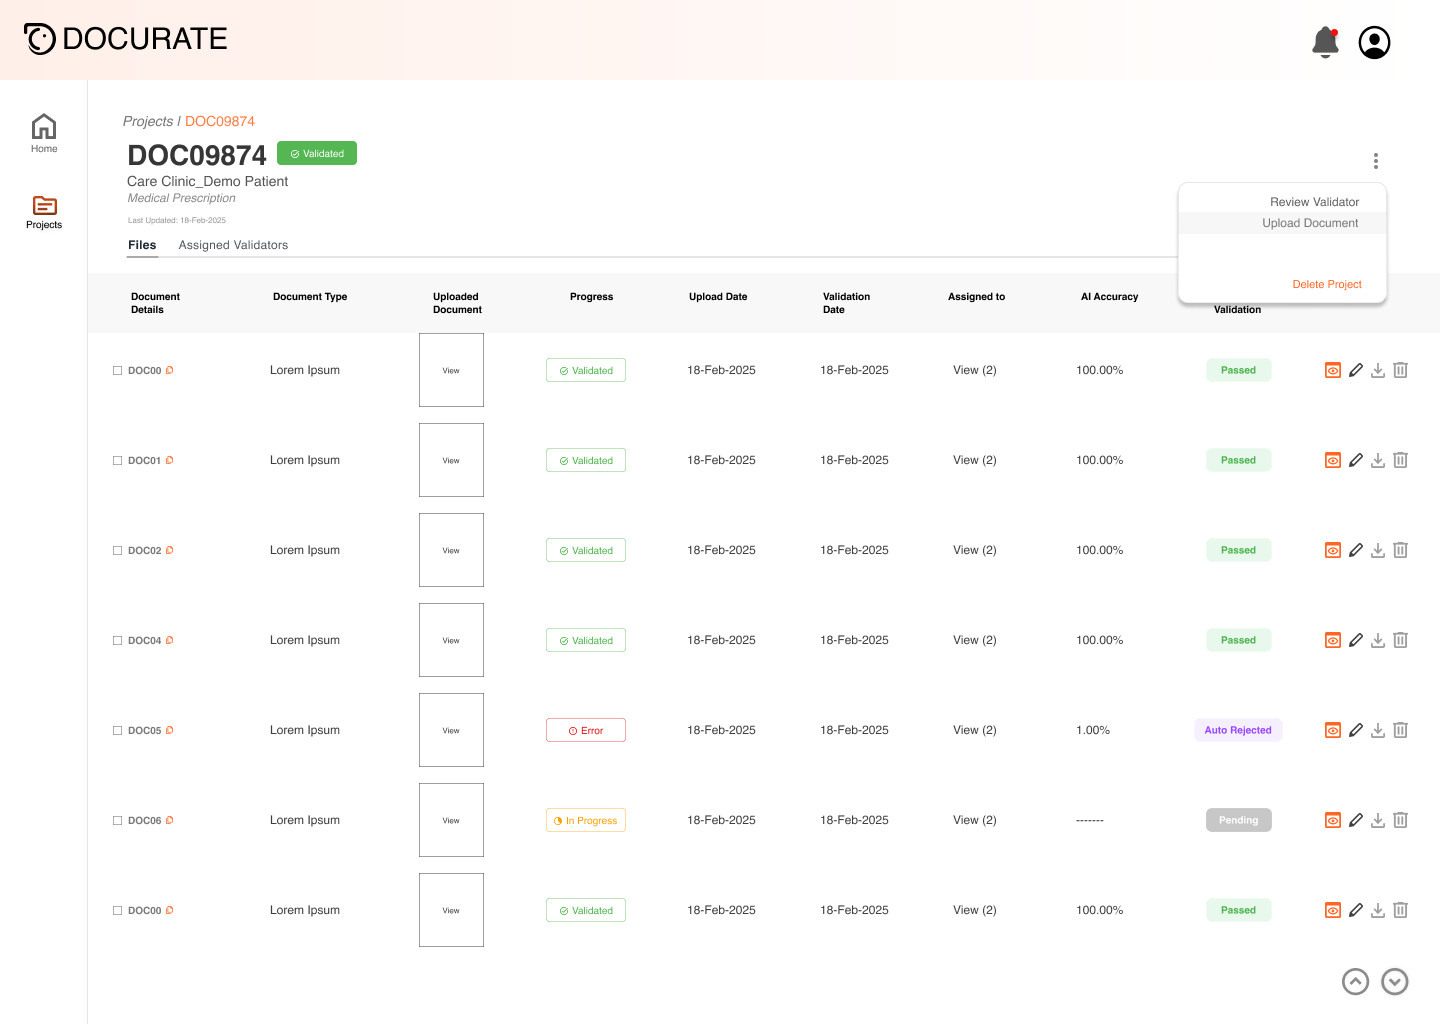 DOCURATE
Home
Projects
Projects / DOC09874
DOC09874 Validated
Care Clinic_Demo Patient
Medical Prescription
Last Updated: 18-Feb-2025
Files Assigned Validators
Review Validator
Upload Document
Delete Project
Document Details Document Type Uploaded Document Progress Upload Date Validation Date Assigned to AI Accuracy Validation
DOC00 Lorem Ipsum View Validated 18-Feb-2025 18-Feb-2025 View (2) 100.00% Passed
DOC01 Lorem Ipsum View Validated 18-Feb-2025 18-Feb-2025 View (2) 100.00% Passed
DOC02 Lorem Ipsum View Validated 18-Feb-2025 18-Feb-2025 View (2) 100.00% Passed
DOC04 Lorem Ipsum View Validated 18-Feb-2025 18-Feb-2025 View (2) 100.00% Passed
DOC05 Lorem Ipsum View Error 18-Feb-2025 18-Feb-2025 View (2) 1.00% Auto Rejected
DOC06 Lorem Ipsum View In Progress 18-Feb-2025 18-Feb-2025 View (2) ------- Pending
DOC00 Lorem Ipsum View Validated 18-Feb-2025 18-Feb-2025 View (2) 100.00% Passed